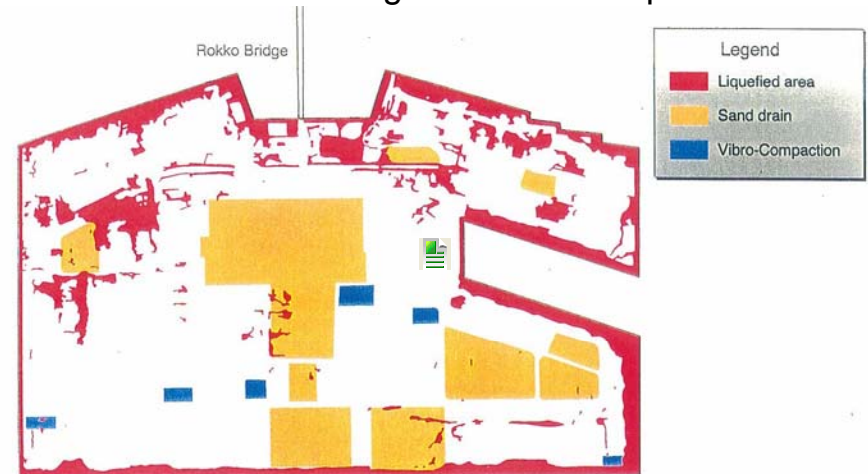 Rokko Bridge
Legend
Liquefied area
Sand drain
Vibro-Compaction